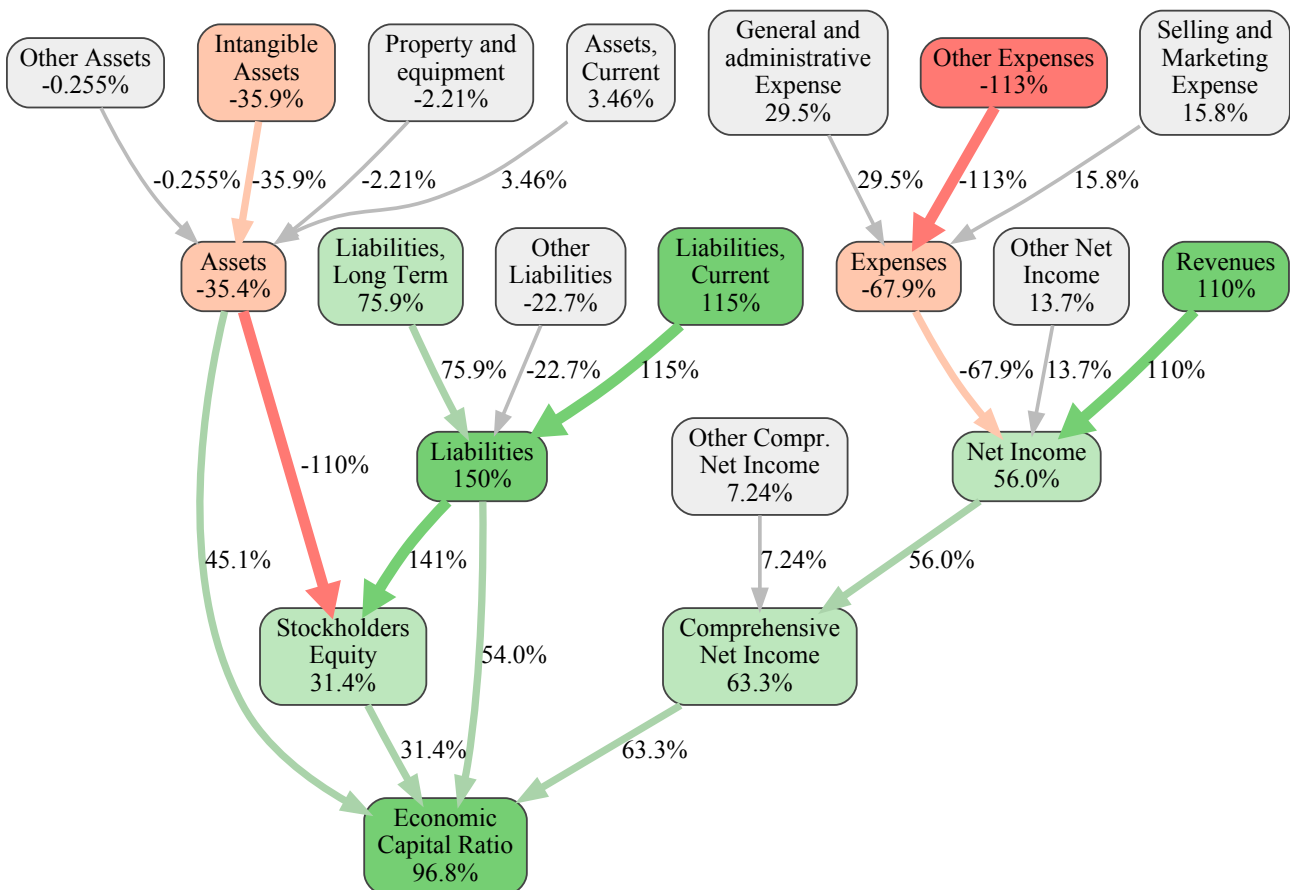 Other Assets
-0.255%
Intangible
Assets
-35.9%
Property and
equipment
-2.21%
Assets,
Current
3.46%
General and
administrative
Expense
29.5%
Other Expenses
-113%
Selling and
Marketing
Expense
15.8%
-0.255%
-35.9%
-2.21%
3.46%
29.5%
-113%
15.8%
Assets
-35.4%
Liabilities,
Long Term
75.9%
Other
Liabilities
-22.7%
Liabilities,
Current
115%
Expenses
-67.9%
Other Net
Income
13.7%
Revenues
110%
75.9%
-22.7%
115%
-67.9%
13.7%
110%
-110%
Liabilities
150%
Other Compr.
Net Income
7.24%
Net Income
56.0%
45.1%
141%
7.24%
56.0%
Stockholders
Equity
31.4%
54.0%
Comprehensive
Net Income
63.3%
31.4%
63.3%
Economic
Capital Ratio
96.8%